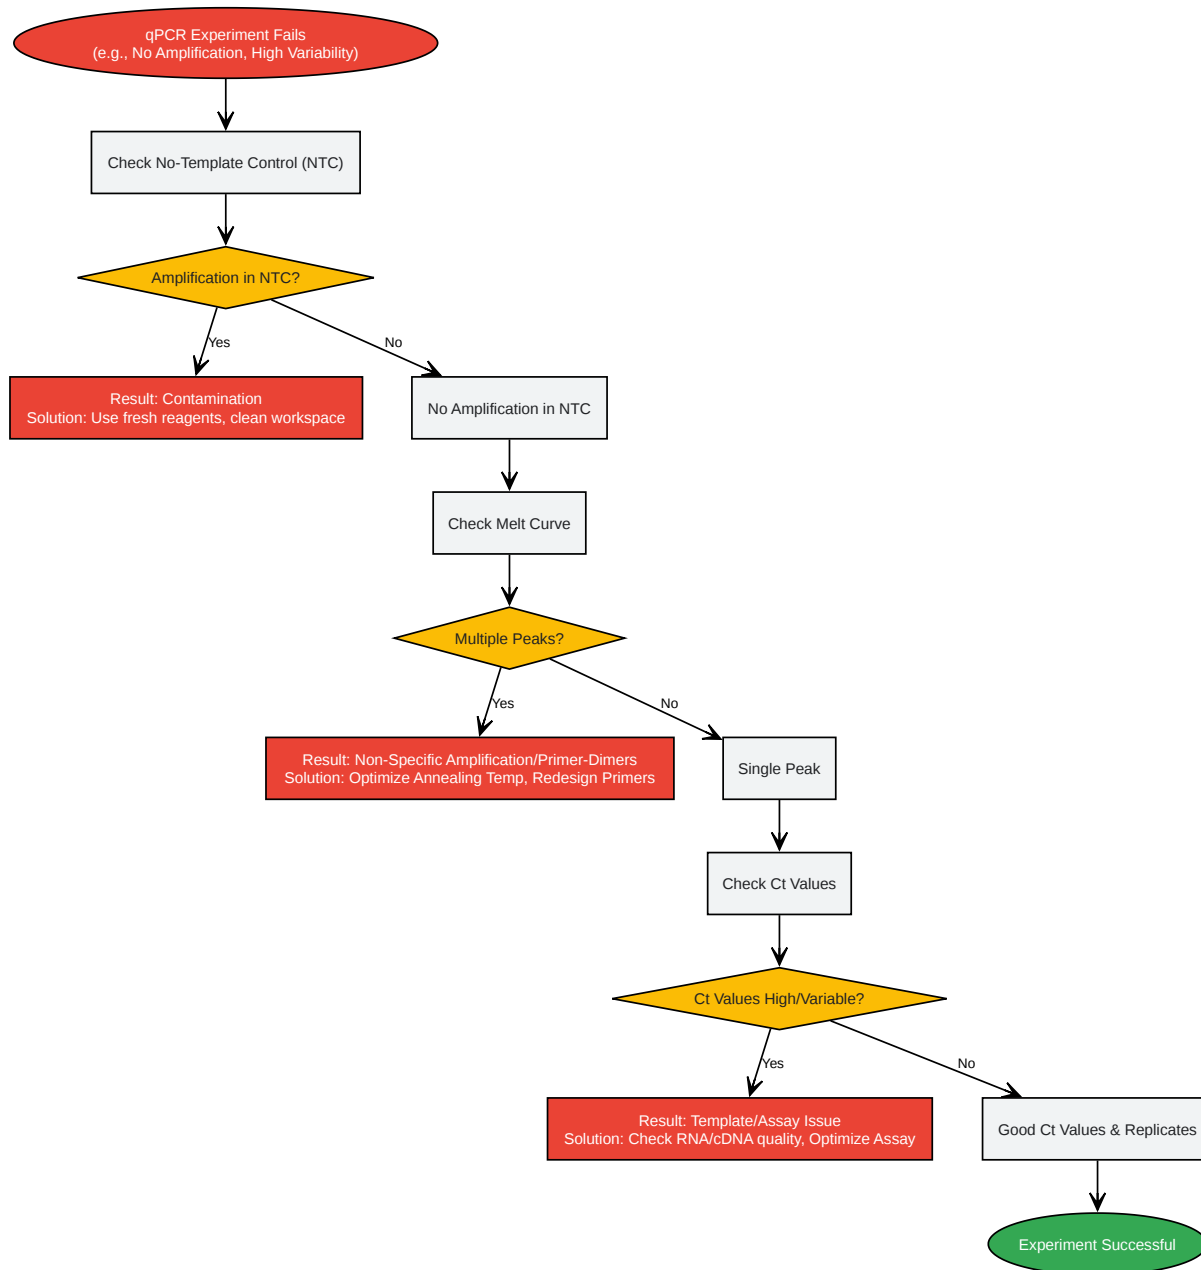 qPCR Experiment Fails
(e.g., No Amplification, High Variability)
Check No-Template Control (NTC)
Amplification in NTC?
Yes
No
Result: Contamination
Solution: Use fresh reagents, clean workspace
No Amplification in NTC
Check Melt Curve
Multiple Peaks?
Yes
No
Result: Non-Specific Amplification/Primer-Dimers
Solution: Optimize Annealing Temp, Redesign Primers
Single Peak
Check Ct Values
Ct Values High/Variable?
Yes
No
Result: Template/Assay Issue
Solution: Check RNA/cDNA quality, Optimize Assay
Good Ct Values & Replicates
Experiment Successful